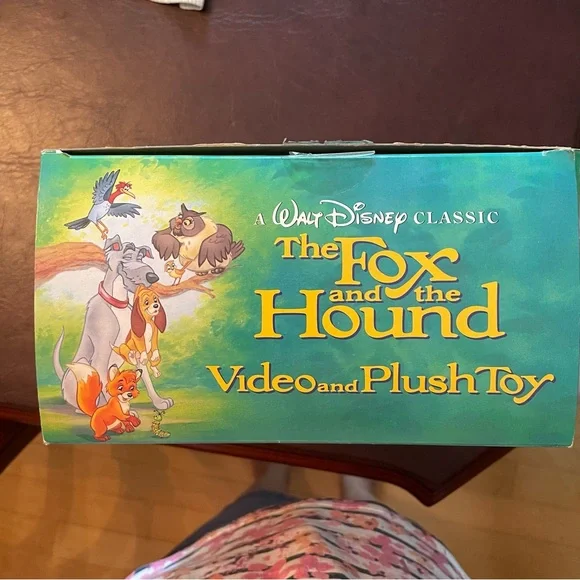 A Walt Disney CLASSIC
The Fox
and the
Hound
Video and Plush Toy